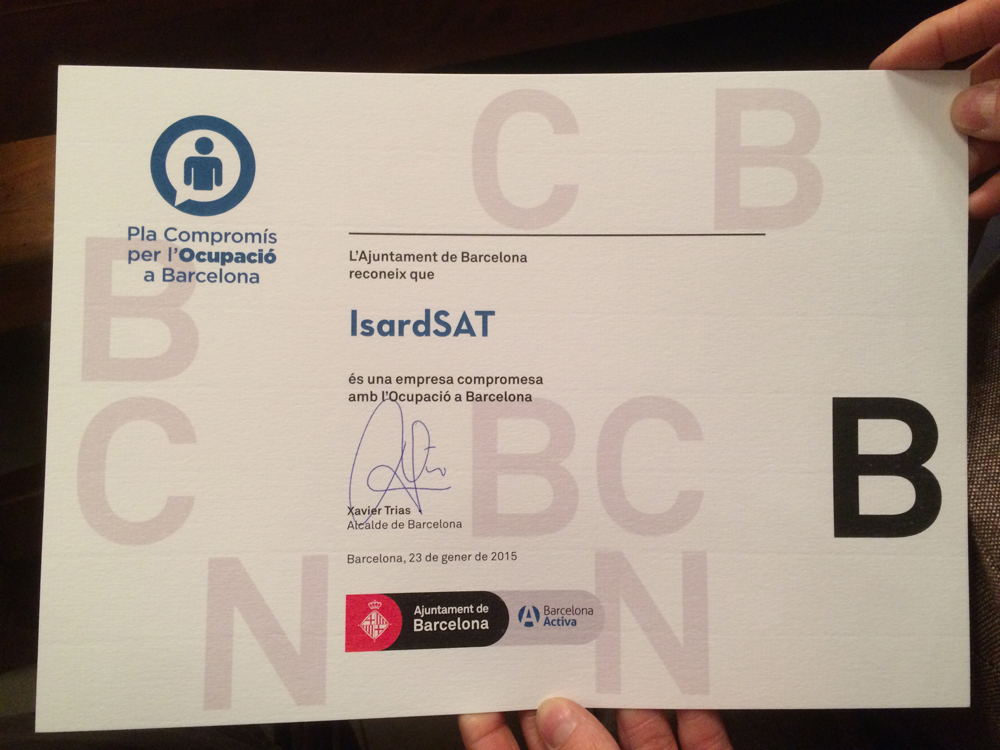 C B
Pla Compromís
per l'Ocupació
a Barcelona
L'Ajuntament de Barcelona
reconeix que
B
IsardSAT
és una empresa compromesa
amb l'Ocupació a Barcelona
C BC B
Xavier Trias
Alcalde de Barcelona
Barcelona, 23 de gener de 2015
N N
Ajuntament de
Barcelona
Barcelona
Activa